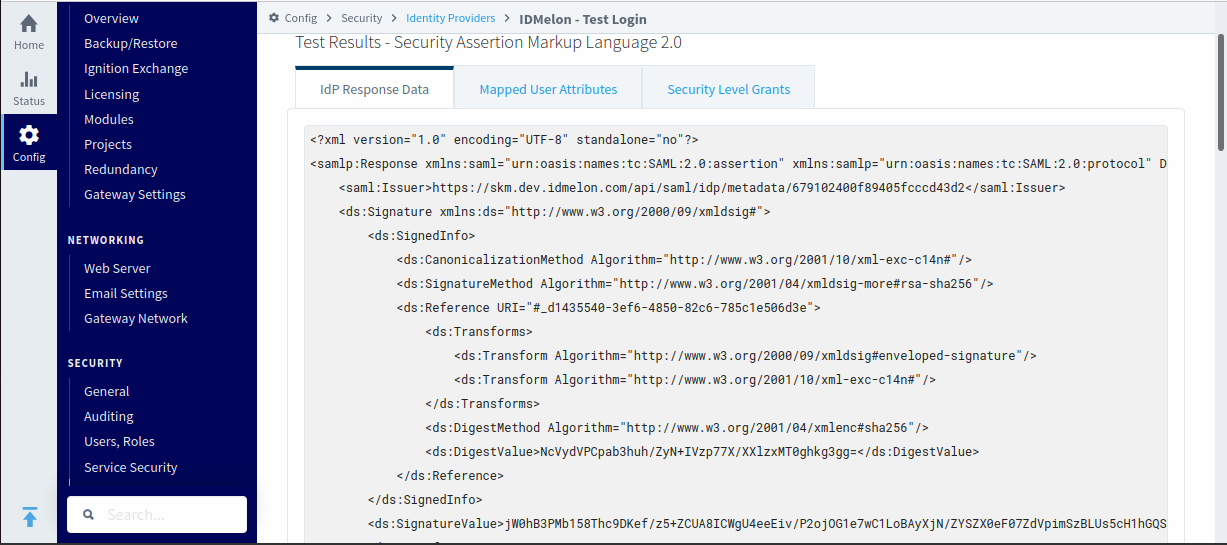 Home
Status
Config
Overview
Backup/Restore
Ignition Exchange
Licensing
Modules
Projects
Redundancy
Gateway Settings
NETWORKING
Web Server
Email Settings
Gateway Network
SECURITY
General
Auditing
Users, Roles
Service Security
Search...
Config > Security > Identity Providers > IDMelon - Test Login
Test Results - Security Assertion Markup Language 2.0
IdP Response Data Mapped User Attributes Security Level Grants
<?xml version="1.0" encoding="UTF-8" standalone="no"?>
<samlp:Response xmlns:saml="urn:oasis:names:tc:SAML:2.0:assertion" xmlns:samlp="urn:oasis:names:tc:SAML:2.0:protocol" D
<saml:Issuer>https://skm.dev.idmelon.com/api/saml/idp/metadata/679102400f89405fcccd43d2</saml:Issuer>
<ds:Signature xmlns:ds="http://www.w3.org/2000/09/xmldsig#">
<ds:SignedInfo>
<ds:CanonicalizationMethod Algorithm="http://www.w3.org/2001/10/xml-exc-c14n#"/>
<ds:SignatureMethod Algorithm="http://www.w3.org/2001/04/xmldsig-more#rsa-sha256"/>
<ds:Reference URI="#_d1435540-3ef6-4850-82c6-785c1e506d3e">
<ds:Transforms>
<ds:Transform Algorithm="http://www.w3.org/2000/09/xmldsig#enveloped-signature"/>
<ds:Transform Algorithm="http://www.w3.org/2001/10/xml-exc-c14n#"/>
</ds:Transforms>
<ds:DigestMethod Algorithm="http://www.w3.org/2001/04/xmlenc#sha256"/>
<ds:DigestValue>NcVydVPCpab3huh/ZyN+IVzp77X/XXlzxMT0ghkg3gg=</ds:DigestValue>
</ds:Reference>
</ds:SignedInfo>
<ds:SignatureValue>jW0hB3PMb158Thc9DKef/z5+ZCUA8ICWgU4eeEiv/P2ojOG1e7wC1LoBAyXjN/ZYSZX0eF07ZdVpimSzBLUs5cH1hGQS